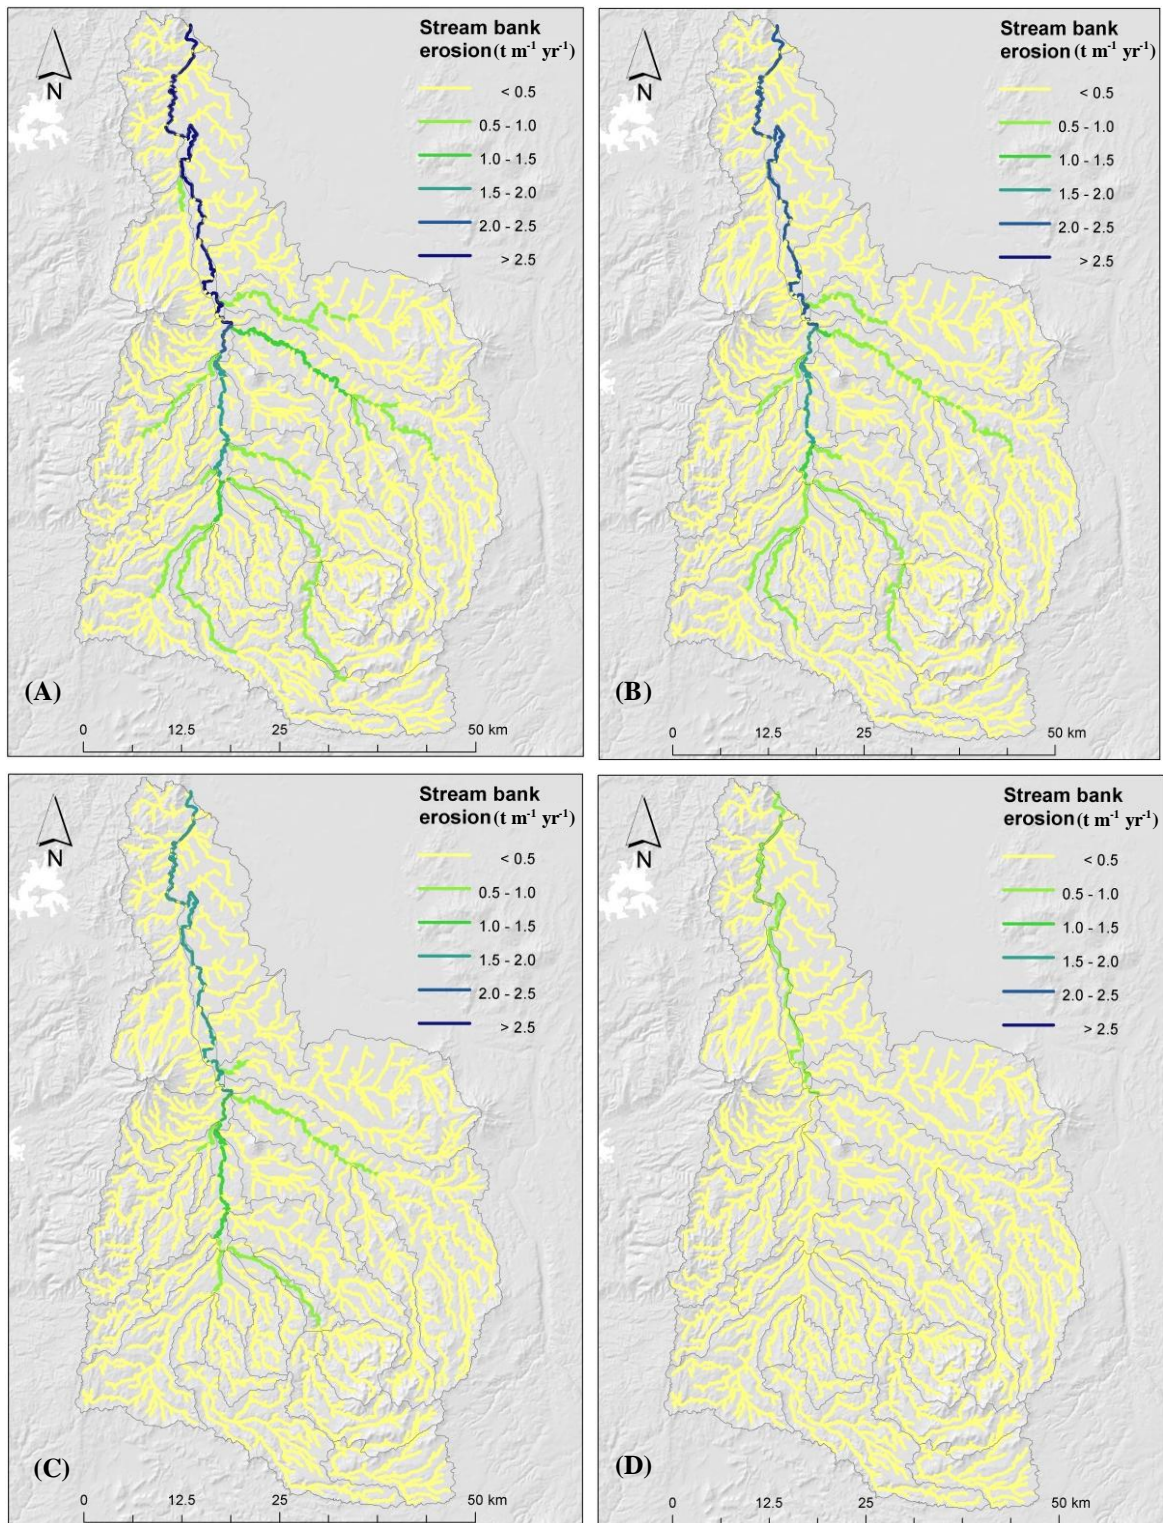 Stream bank
erosion (t m⁻¹ yr⁻¹)
N
< 0.5
0.5 - 1.0
1.0 - 1.5
1.5 - 2.0
2.0 - 2.5
> 2.5
(A)
0 12.5 25 50 km
Stream bank
erosion (t m⁻¹ yr⁻¹)
N
< 0.5
0.5 - 1.0
1.0 - 1.5
1.5 - 2.0
2.0 - 2.5
> 2.5
(B)
0 12.5 25 50 km
Stream bank
erosion (t m⁻¹ yr⁻¹)
N
< 0.5
0.5 - 1.0
1.0 - 1.5
1.5 - 2.0
2.0 - 2.5
> 2.5
(C)
0 12.5 25 50 km
Stream bank
erosion (t m⁻¹ yr⁻¹)
N
< 0.5
0.5 - 1.0
1.0 - 1.5
1.5 - 2.0
2.0 - 2.5
> 2.5
(D)
0 12.5 25 50 km